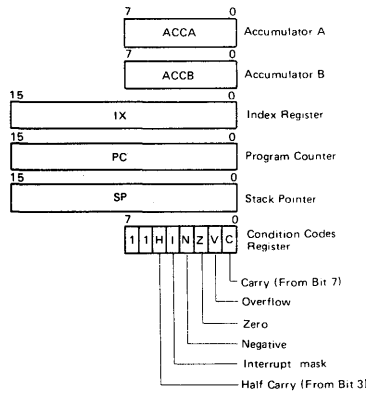 7 0
ACCA Accumulator A
7 0
ACCB Accumulator B
15 0
IX Index Register
15 0
PC Program Counter
15 0
SP Stack Pointer
7 0
1 1 H I N Z V C Condition Codes
Register
Carry (From Bit 7)
Overflow
Zero
Negative
Interrupt mask
Half Carry (From Bit 3)